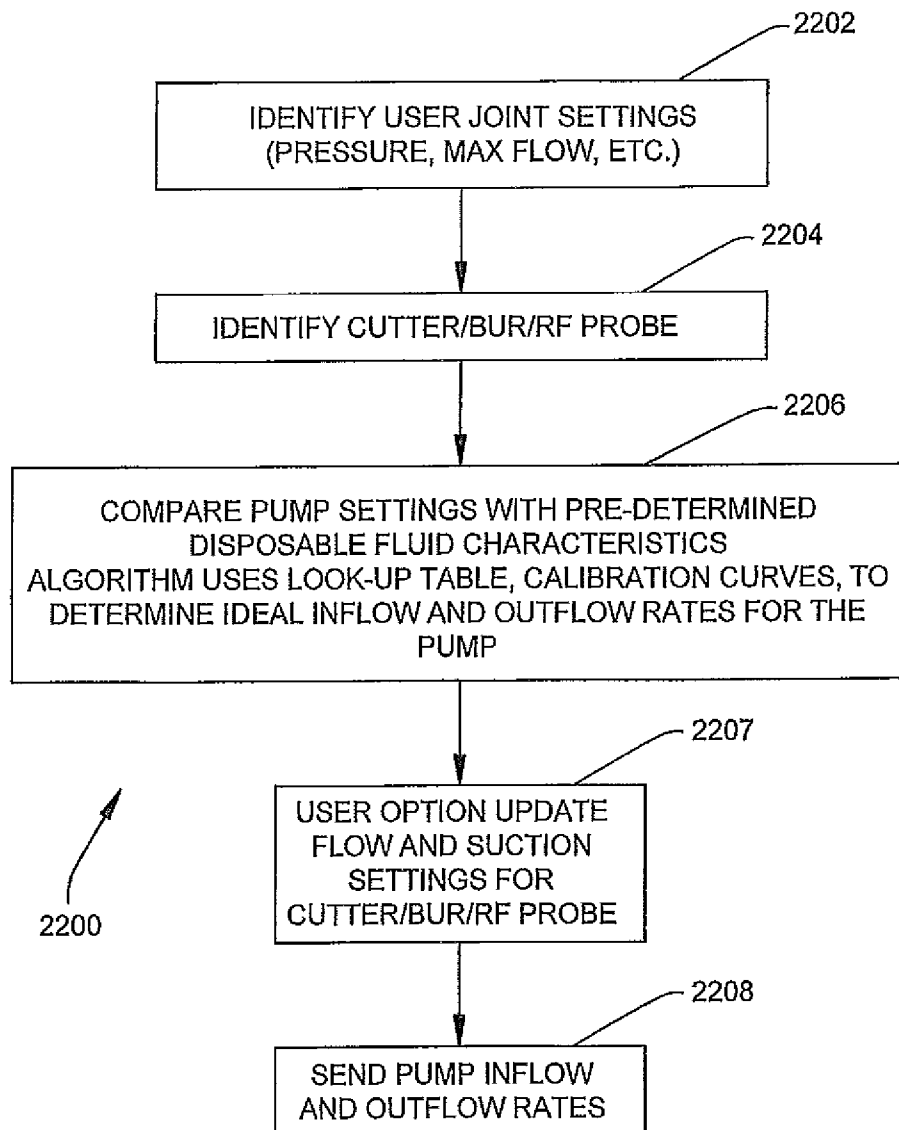 2202
IDENTIFY USER JOINT SETTINGS
(PRESSURE, MAX FLOW, ETC.)
2204
IDENTIFY CUTTER/BUR/RF PROBE
2206
COMPARE PUMP SETTINGS WITH PRE-DETERMINED
DISPOSABLE FLUID CHARACTERISTICS
ALGORITHM USES LOOK-UP TABLE, CALIBRATION CURVES, TO
DETERMINE IDEAL INFLOW AND OUTFLOW RATES FOR THE
PUMP
2207
USER OPTION UPDATE
FLOW AND SUCTION
SETTINGS FOR
CUTTER/BUR/RF PROBE
2200
2208
SEND PUMP INFLOW
AND OUTFLOW RATES